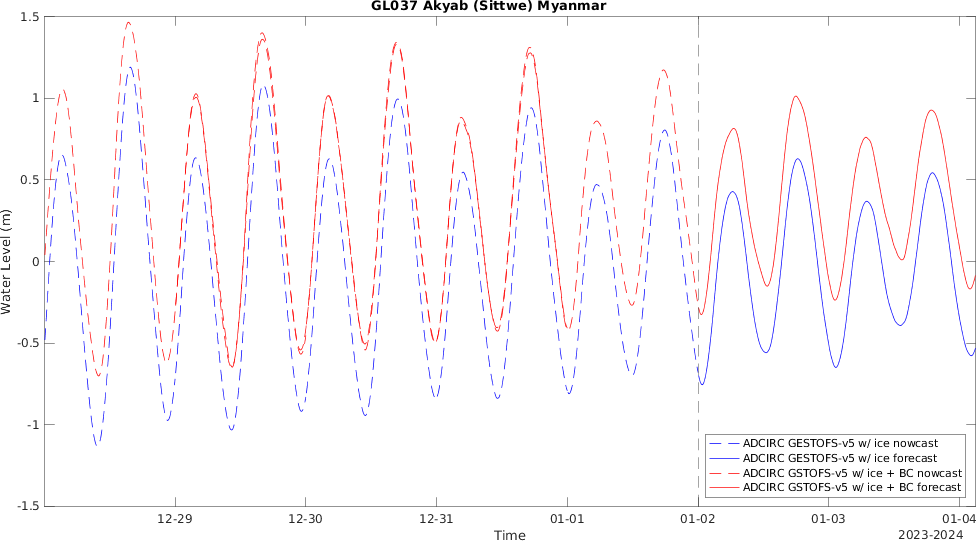 GL037 Akyab (Sittwe) Myanmar
1.5
1
0.5
0
-0.5
-1
-1.5
Water Level (m)
12-29
12-30
12-31
01-01
01-02
01-03
01-04
Time
2023-2024
ADCIRC GESTOFS-v5 w/ ice nowcast
ADCIRC GESTOFS-v5 w/ ice forecast
ADCIRC GSTOFS-v5 w/ ice + BC nowcast
ADCIRC GSTOFS-v5 w/ ice + BC forecast